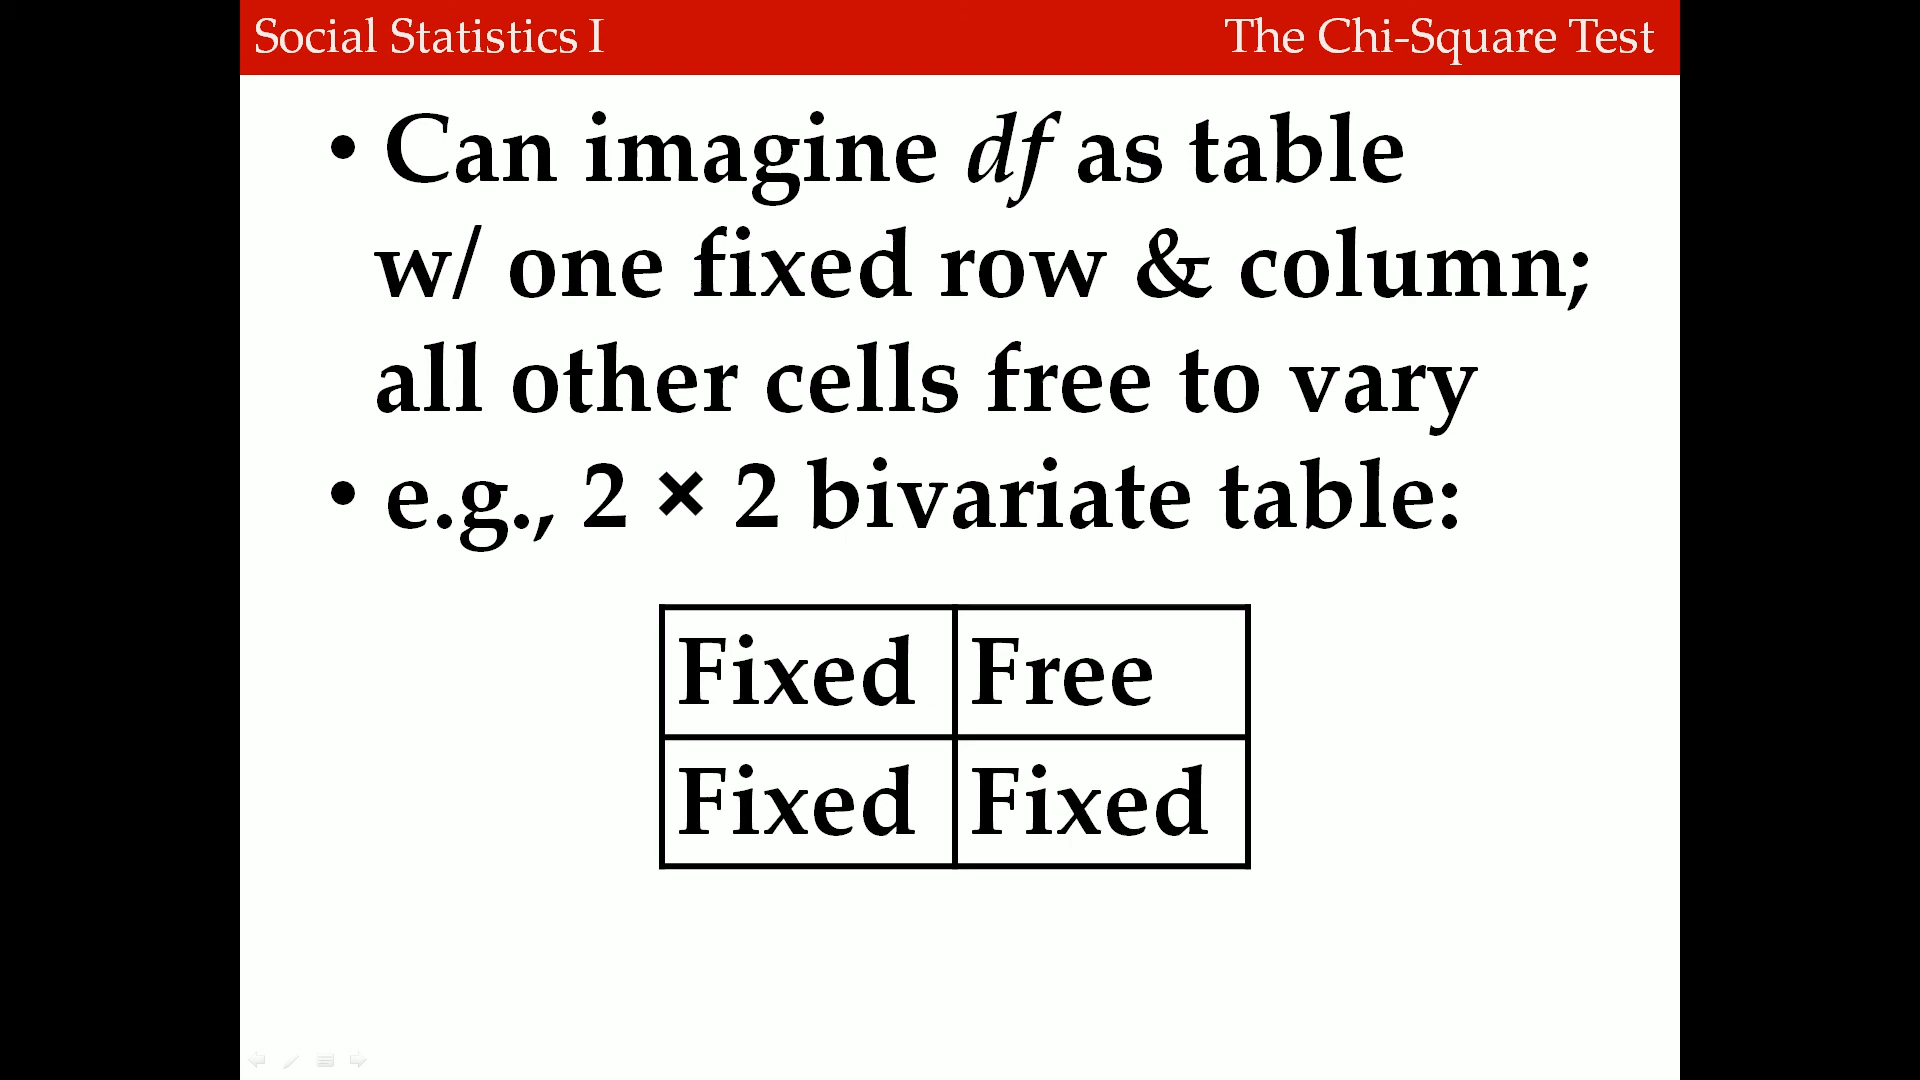 Social Statistics I The Chi-Square Test
• Can imagine df as table
w/ one fixed row & column;
all other cells free to vary
• e.g., 2 × 2 bivariate table:
Fixed Free
Fixed Fixed